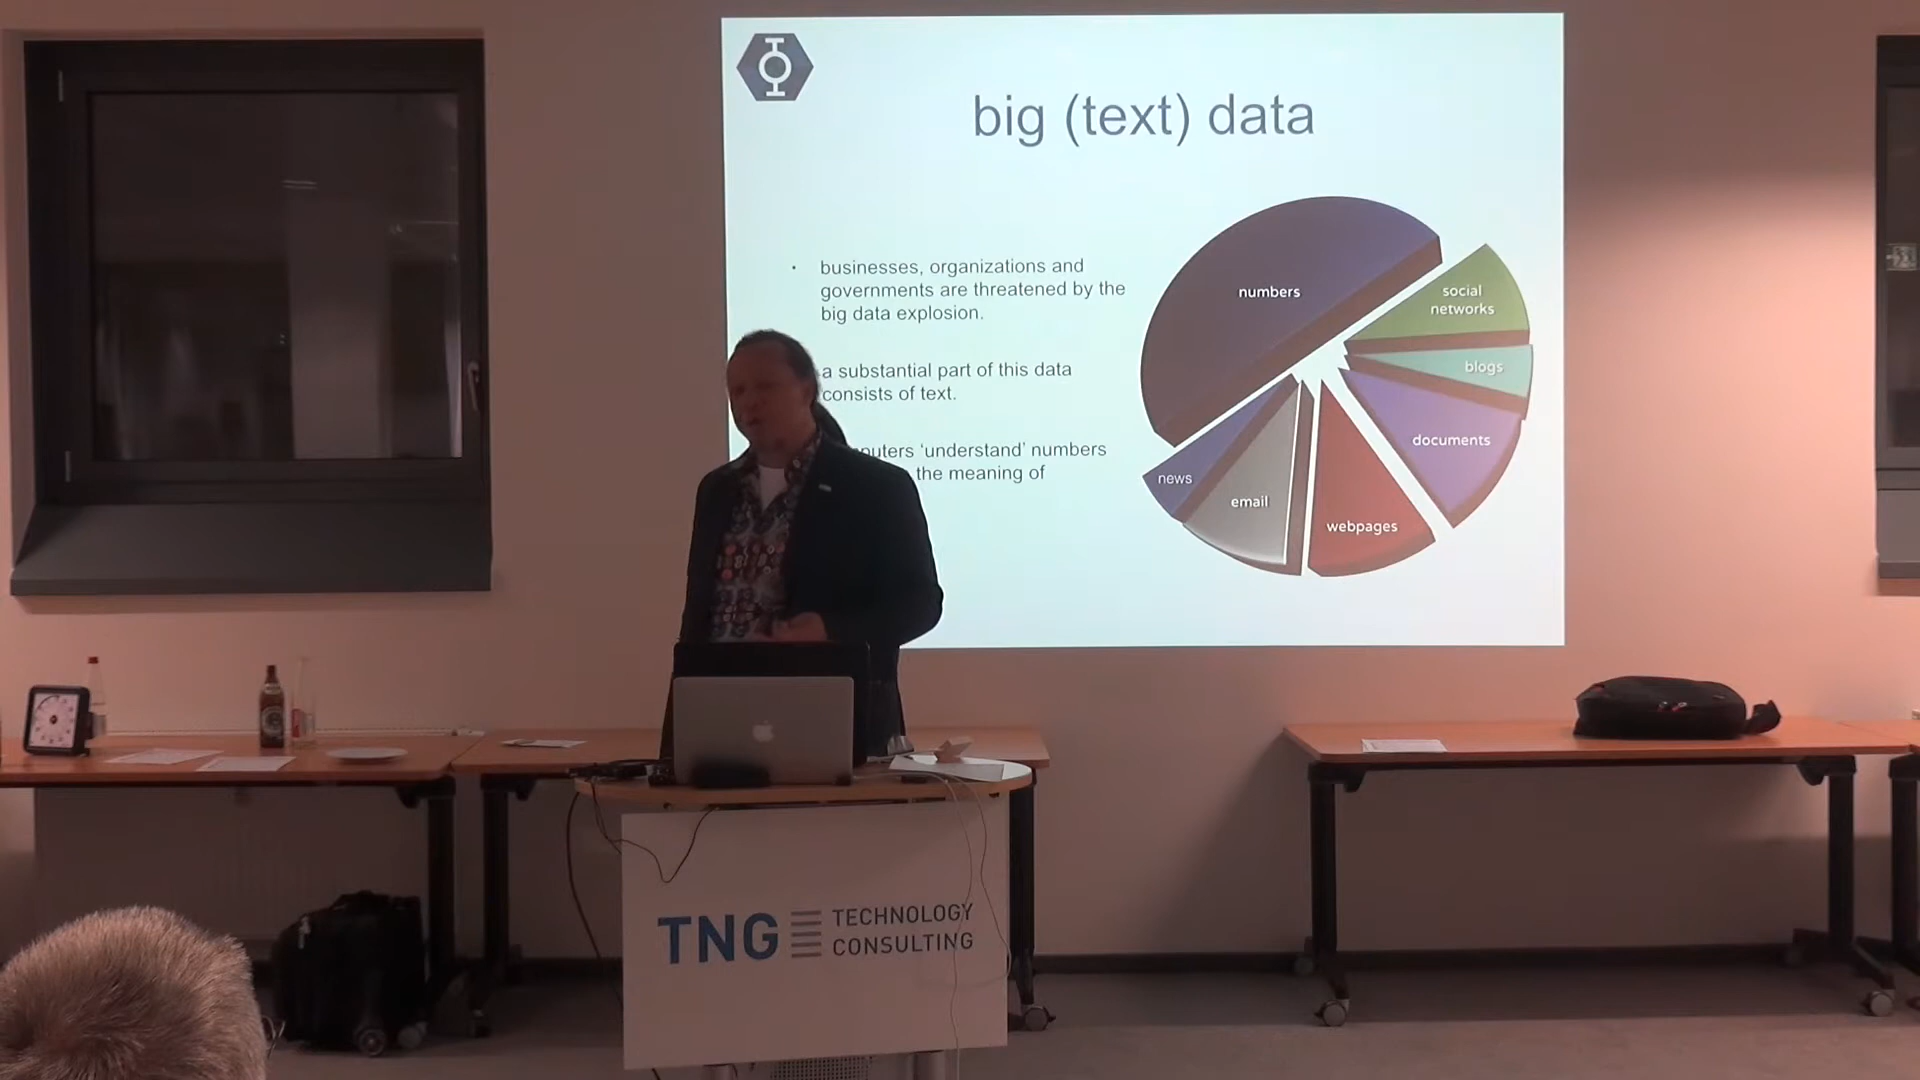 big (text) data
businesses, organizations and
governments are threatened by the
big data explosion.
a substantial part of this data
consists of text.
‘understand’ numbers
the meaning of
numbers
social
networks
blogs
documents
webpages
email
news
TNG TECHNOLOGY
CONSULTING